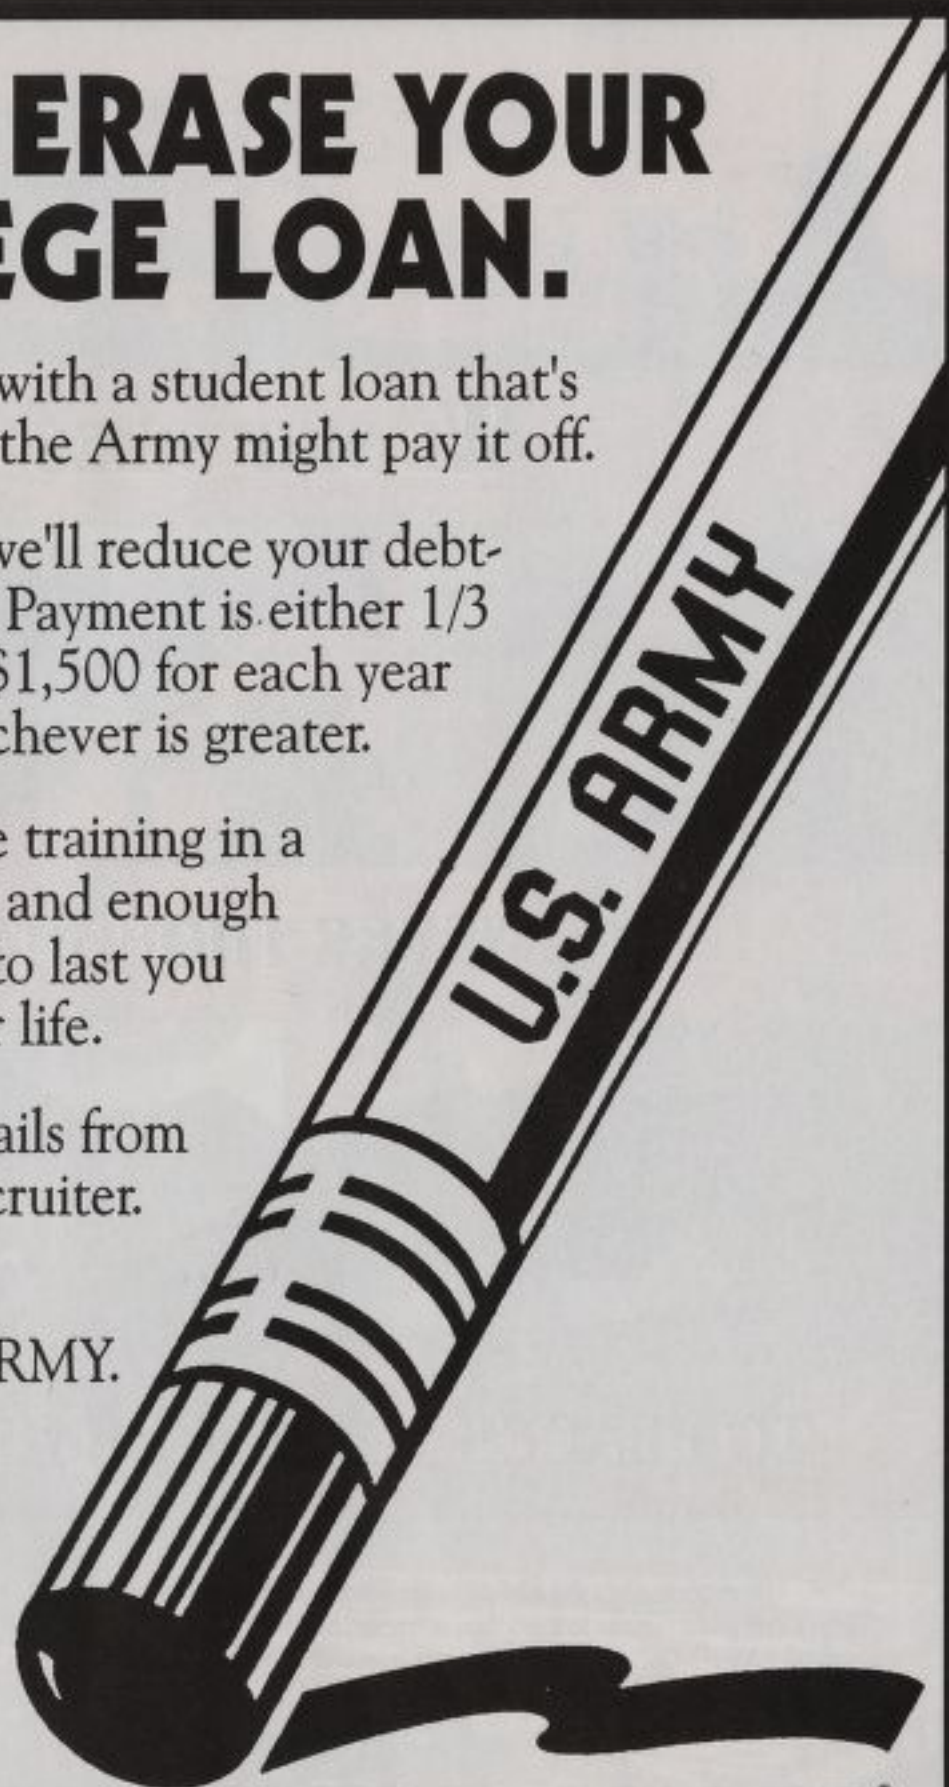 ERASE YOUR
EGE LOAN.
with a student loan that's
the Army might pay it off.
we'll reduce your debt-
Payment is either 1/3
$1,500 for each year
chever is greater.
e training in a
and enough
to last you
r life.
ails from
cruiter.
RMY.
U.S. ARMY